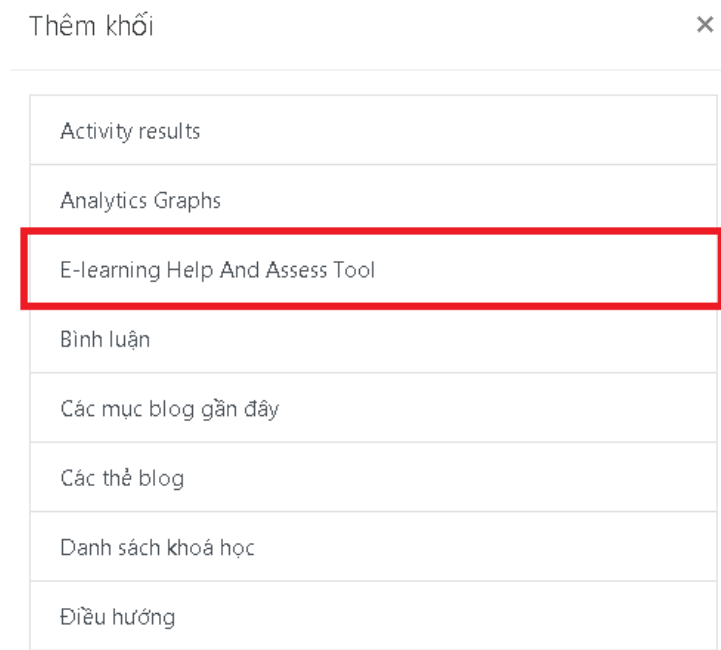 Thêm khối
×
Activity results
Analytics Graphs
E-learning Help And Assess Tool
Bình luận
Các mục blog gần đây
Các thẻ blog
Danh sách khoá học
Điều hướng